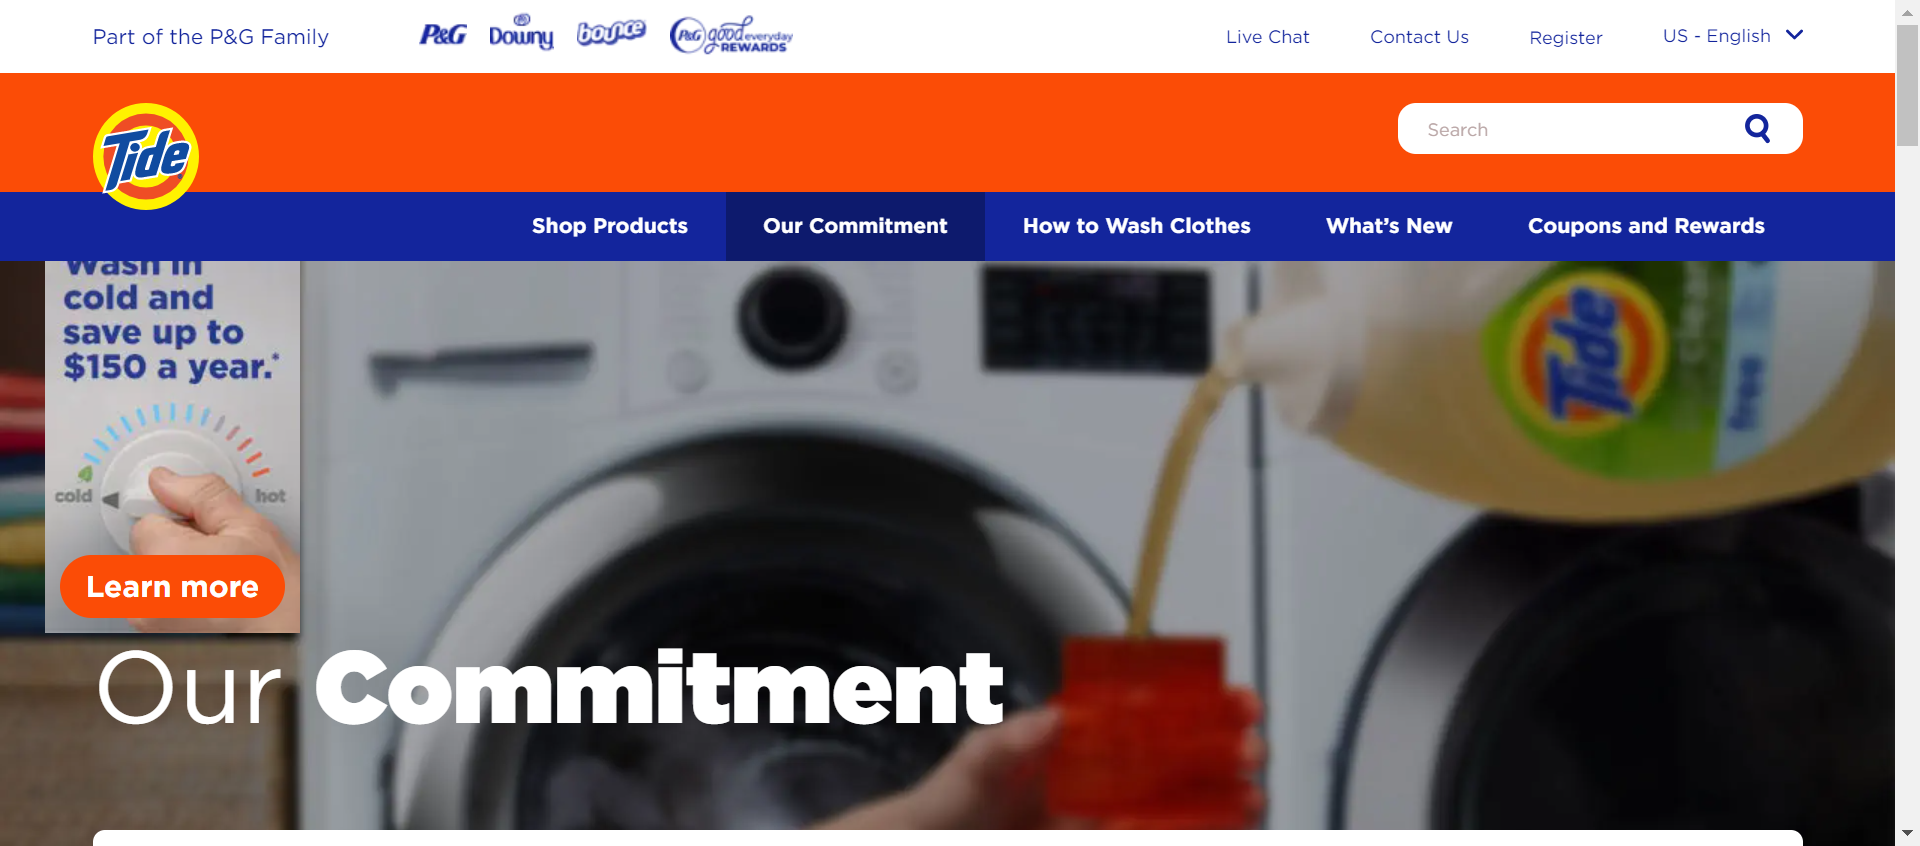 Part of the P&G Family
P&G
Downy
bounce
P&G good everyday REWARDS
Live Chat
Contact Us
Register
US - English
Tide
Search
Shop Products
Our Commitment
How to Wash Clothes
What’s New
Coupons and Rewards
Wash in
cold and
save up to
$150 a year.*
cold
hot
Learn more
Tide
free
Our Commitment